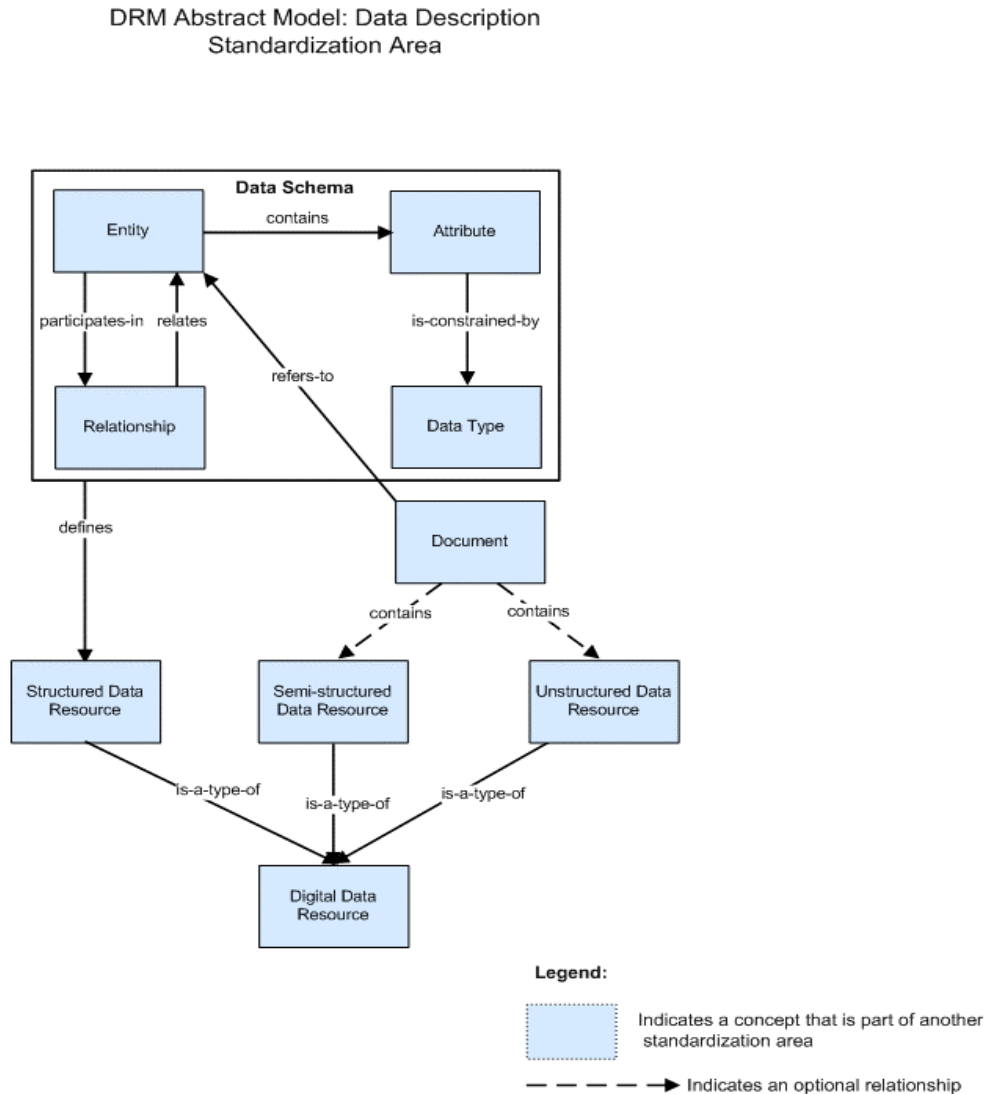 DRM Abstract Model: Data Description
Standardization Area
Data Schema
Entity
contains
Attribute
participates-in
relates
is-constrained-by
refers-to
Relationship
Data Type
defines
Document
contains
contains
Structured Data
Resource
Semi-structured
Data Resource
Unstructured Data
Resource
is-a-type-of
is-a-type-of
is-a-type-of
Digital Data
Resource
Legend:
Indicates a concept that is part of another
standardization area
Indicates an optional relationship